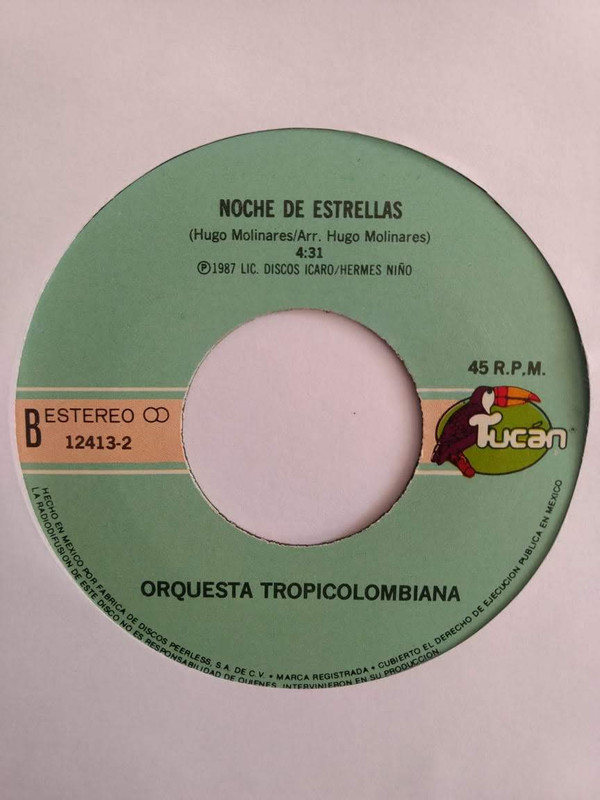 NOCHE DE ESTRELLAS
(Hugo Molinares/Arr. Hugo Molinares)
4:31
Ⓟ1987 LIC. DISCOS ICARO/HERMES NIÑO
45 R.P.M.
B ESTEREO
12413-2
Tucán
ORQUESTA TROPICOLOMBIANA
HECHO EN MEXICO POR FABRICA DE DISCOS PEERLESS, S.A. DE C.V. • MARCA REGISTRADA • CUBIERTO EL DERECHO DE EJECUCION PUBLICA EN MEXICO
LA RADIODIFUSION DE ESTE DISCO NO ES RESPONSABILIDAD DE QUIENES INTERVINIERON EN SU PRODUCCION